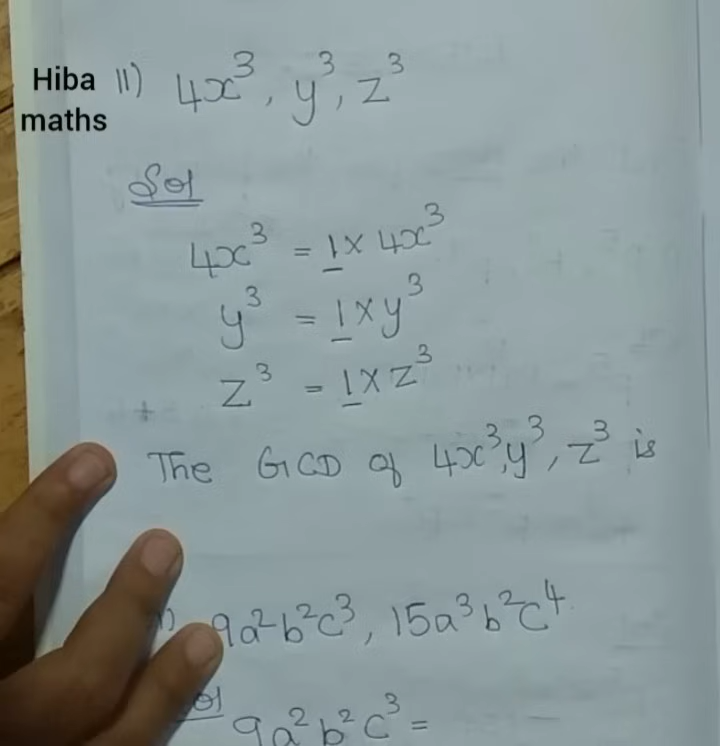 Hiba maths
II) 4x³, y³, z³
Sol
4x³ = 1 × 4x³
y³ = 1 × y³
z³ = 1 × z³
The GCD of 4x³, y³, z³ is
9a²b²c³, 15a³b²c⁴
9a²b²c³ =